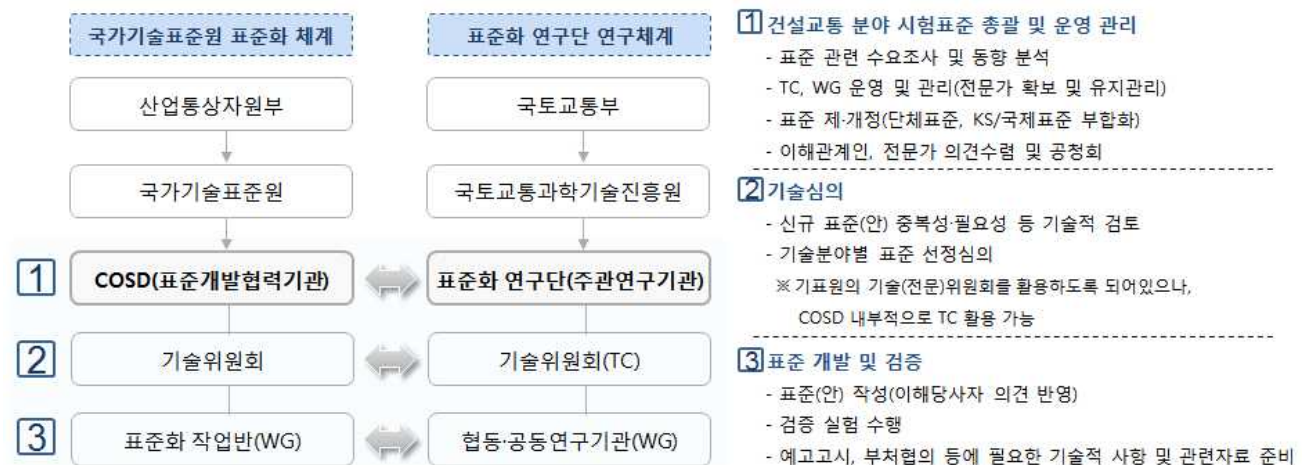 국가기술표준원 표준화 체계
표준화 연구단 연구체계
산업통상자원부
국토교통부
국가기술표준원
국토교통과학기술진흥원
1
COSD(표준개발협력기관)
표준화 연구단(주관연구기관)
2
기술위원회
기술위원회(TC)
3
표준화 작업반(WG)
협동·공동연구기관(WG)
1 건설교통 분야 시험표준 총괄 및 운영 관리
- 표준 관련 수요조사 및 동향 분석
- TC, WG 운영 및 관리(전문가 확보 및 유지관리)
- 표준 제·개정(단체표준, KS/국제표준 부합화)
- 이해관계인, 전문가 의견수렴 및 공청회
2 기술심의
- 신규 표준(안) 중복성·필요성 등 기술적 검토
- 기술분야별 표준 선정심의
※ 기표원의 기술(전문)위원회를 활용하도록 되어있으나,
COSD 내부적으로 TC 활용 가능
3 표준 개발 및 검증
- 표준(안) 작성(이해당사자 의견 반영)
- 검증 실험 수행
- 예고고시, 부처협의 등에 필요한 기술적 사항 및 관련자료 준비